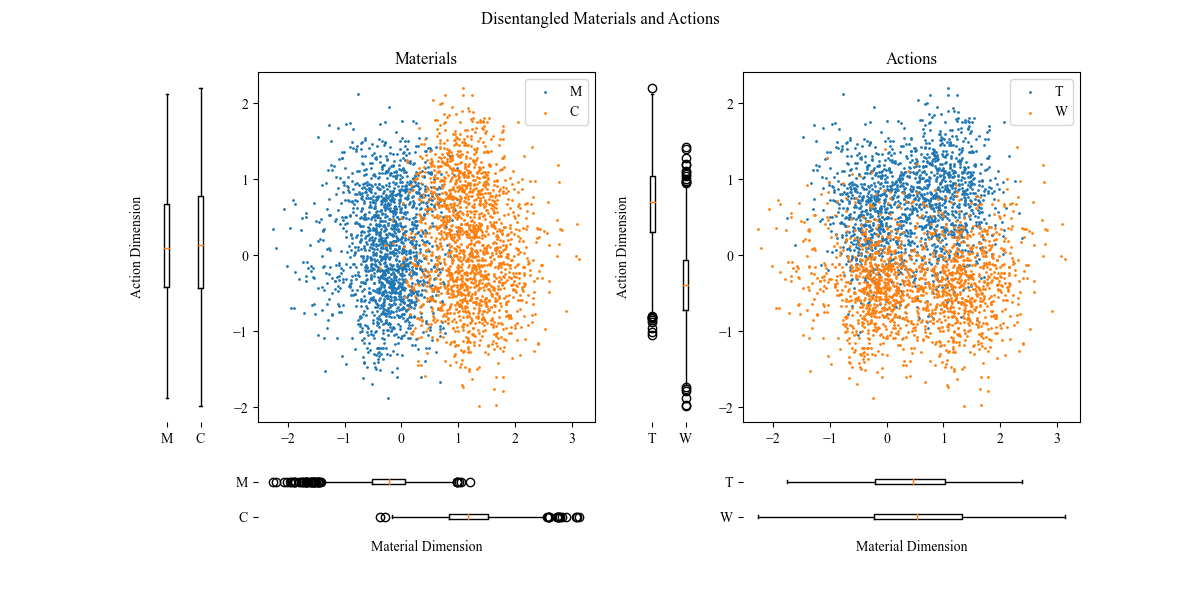 Disentangled Materials and Actions
Materials
Actions
M
C
T
W
2
1
0
−1
−2
2
1
0
−1
−2
Action Dimension
Action Dimension
M C
−2 −1 0 1 2 3
T W
−2 −1 0 1 2 3
M
C
Material Dimension
T
W
Material Dimension